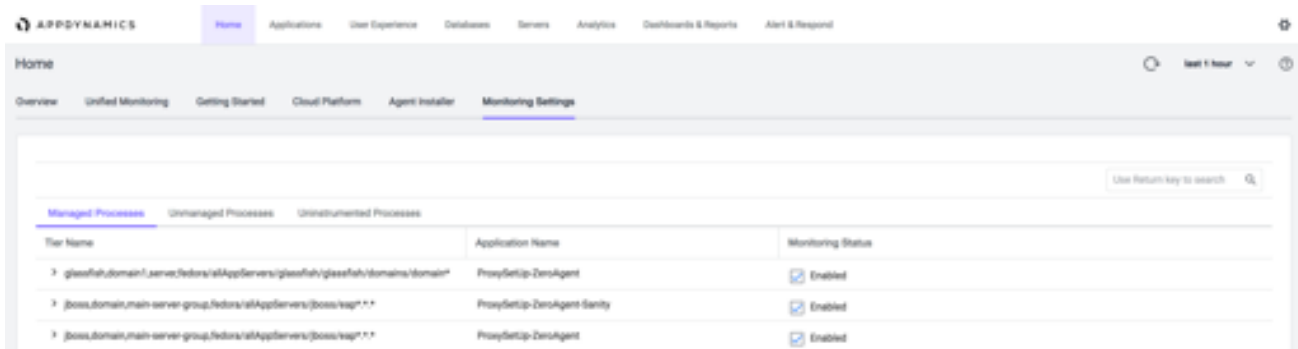 APPDYNAMICS Home Applications User Experience Databases Servers Analytics Dashboards & Reports Alert & Respond
Home last 1 hour
Overview Unified Monitoring Getting Started Cloud Platform Agent Installer Monitoring Settings
Use Return key to search
Managed Processes Unmanaged Processes Uninstrumented Processes
Tier Name Application Name Monitoring Status
glassfish,domain1,server,fedora/allAppServers/glassfish/glassfish/domains/domain* ProxySetUp-ZeroAgent Enabled
jboss,domain,main-server-group,fedora/allAppServers/jboss/eap*.*.* ProxySetUp-ZeroAgent-Sanity Enabled
jboss,domain,main-server-group,fedora/allAppServers/jboss/eap*.*.* ProxySetUp-ZeroAgent Enabled